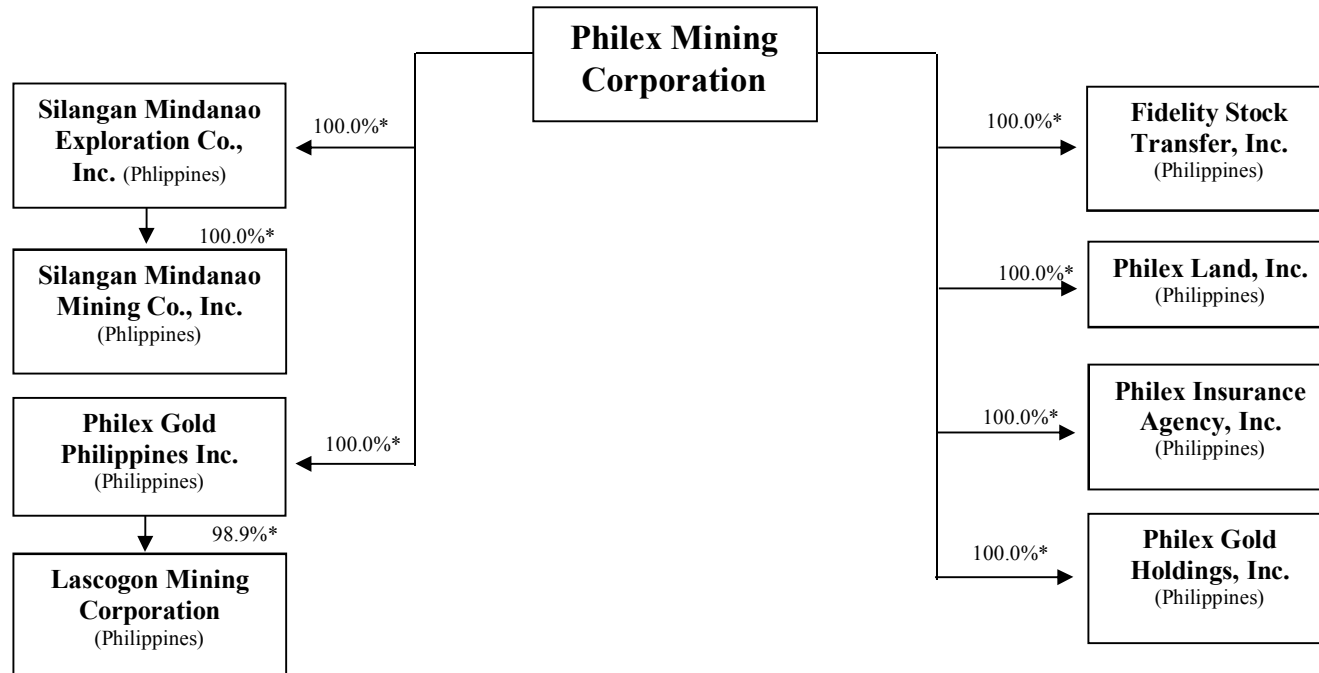 Philex Mining
Corporation
Silangan Mindanao
Exploration Co.,
Inc. (Phlippines)
100.0%*
100.0%*
Silangan Mindanao
Mining Co., Inc.
(Phlippines)
Philex Gold
Philippines Inc.
(Philippines)
100.0%*
98.9%*
Lascogon Mining
Corporation
(Philippines)
100.0%*
Fidelity Stock
Transfer, Inc.
(Philippines)
100.0%*
Philex Land, Inc.
(Philippines)
100.0%*
Philex Insurance
Agency, Inc.
(Philippines)
100.0%*
Philex Gold
Holdings, Inc.
(Philippines)